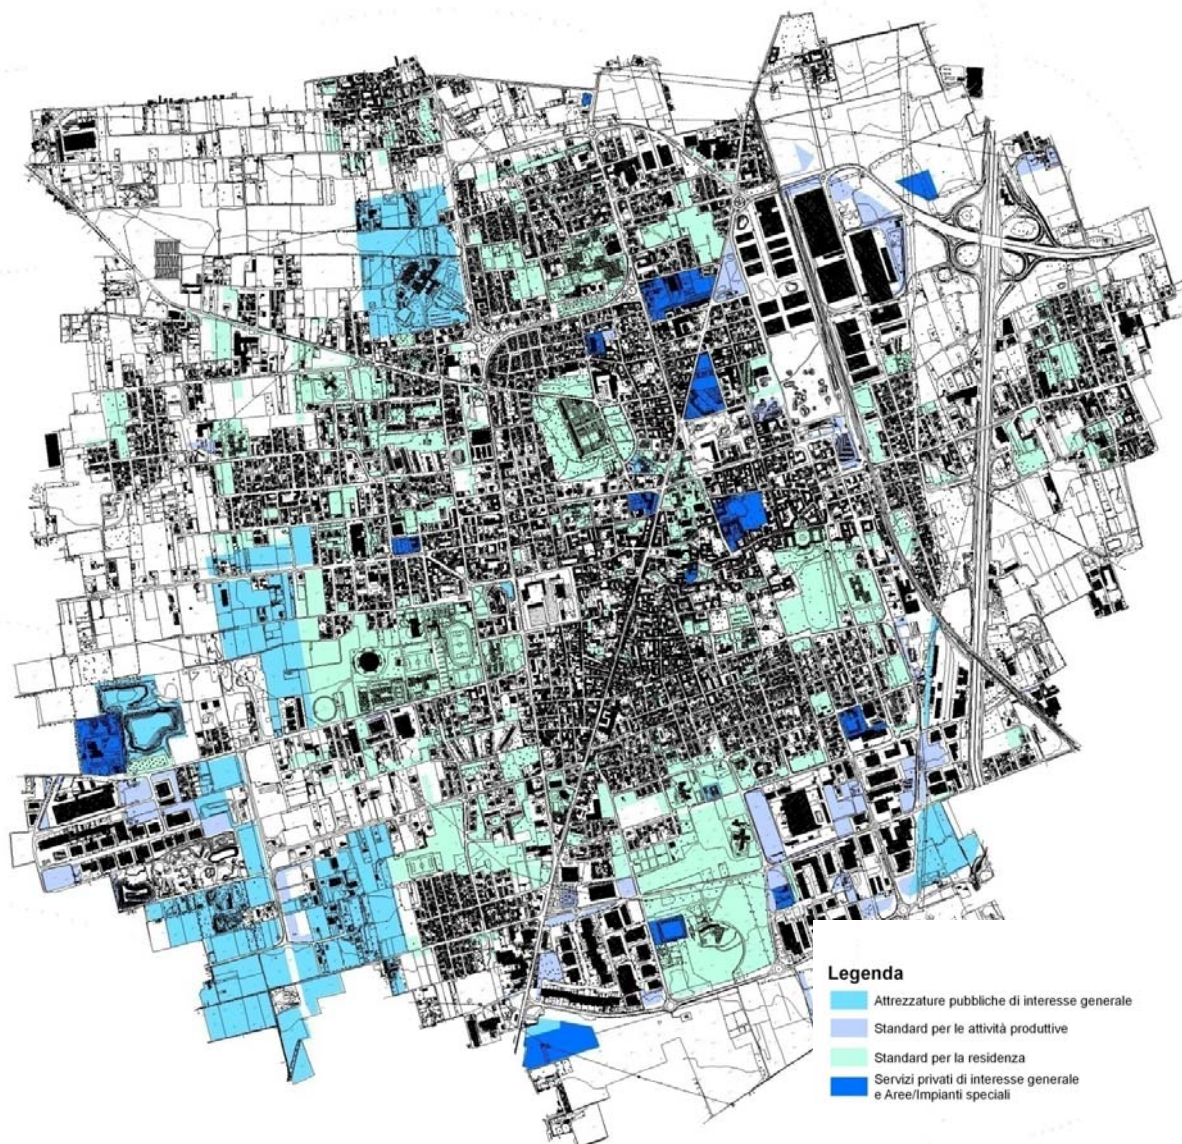 Legenda
Attrezzature pubbliche di interesse generale
Standard per le attività produttive
Standard per la residenza
Servizi privati di interesse generale
e Aree/Impianti speciali